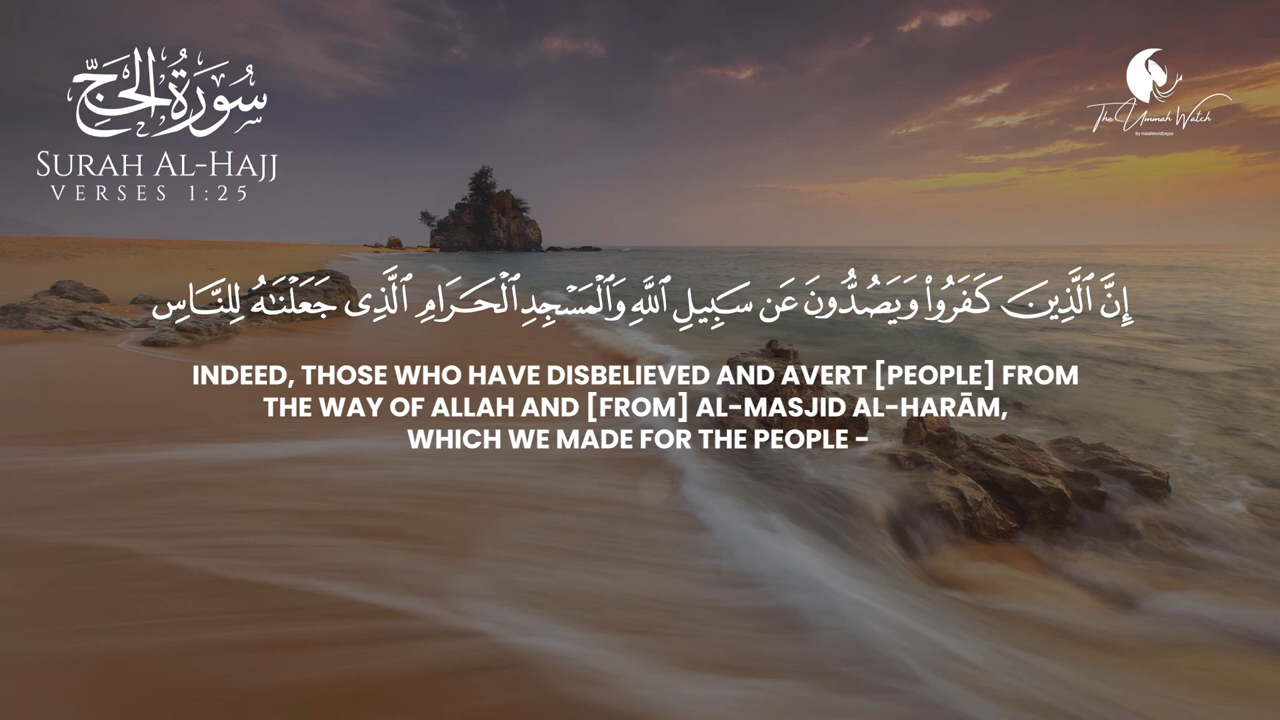 سُورَةُ الحَجِّ
SURAH AL-HAJJ
VERSES 1:25
The Ummah Watch
إِنَّ ٱلَّذِينَ كَفَرُوا۟ وَيَصُدُّونَ عَن سَبِيلِ ٱللَّهِ وَٱلْمَسْجِدِ ٱلْحَرَامِ ٱلَّذِى جَعَلْنَٰهُ لِلنَّاسِ
INDEED, THOSE WHO HAVE DISBELIEVED AND AVERT [PEOPLE] FROM
THE WAY OF ALLAH AND [FROM] AL-MASJID AL-HARĀM,
WHICH WE MADE FOR THE PEOPLE -